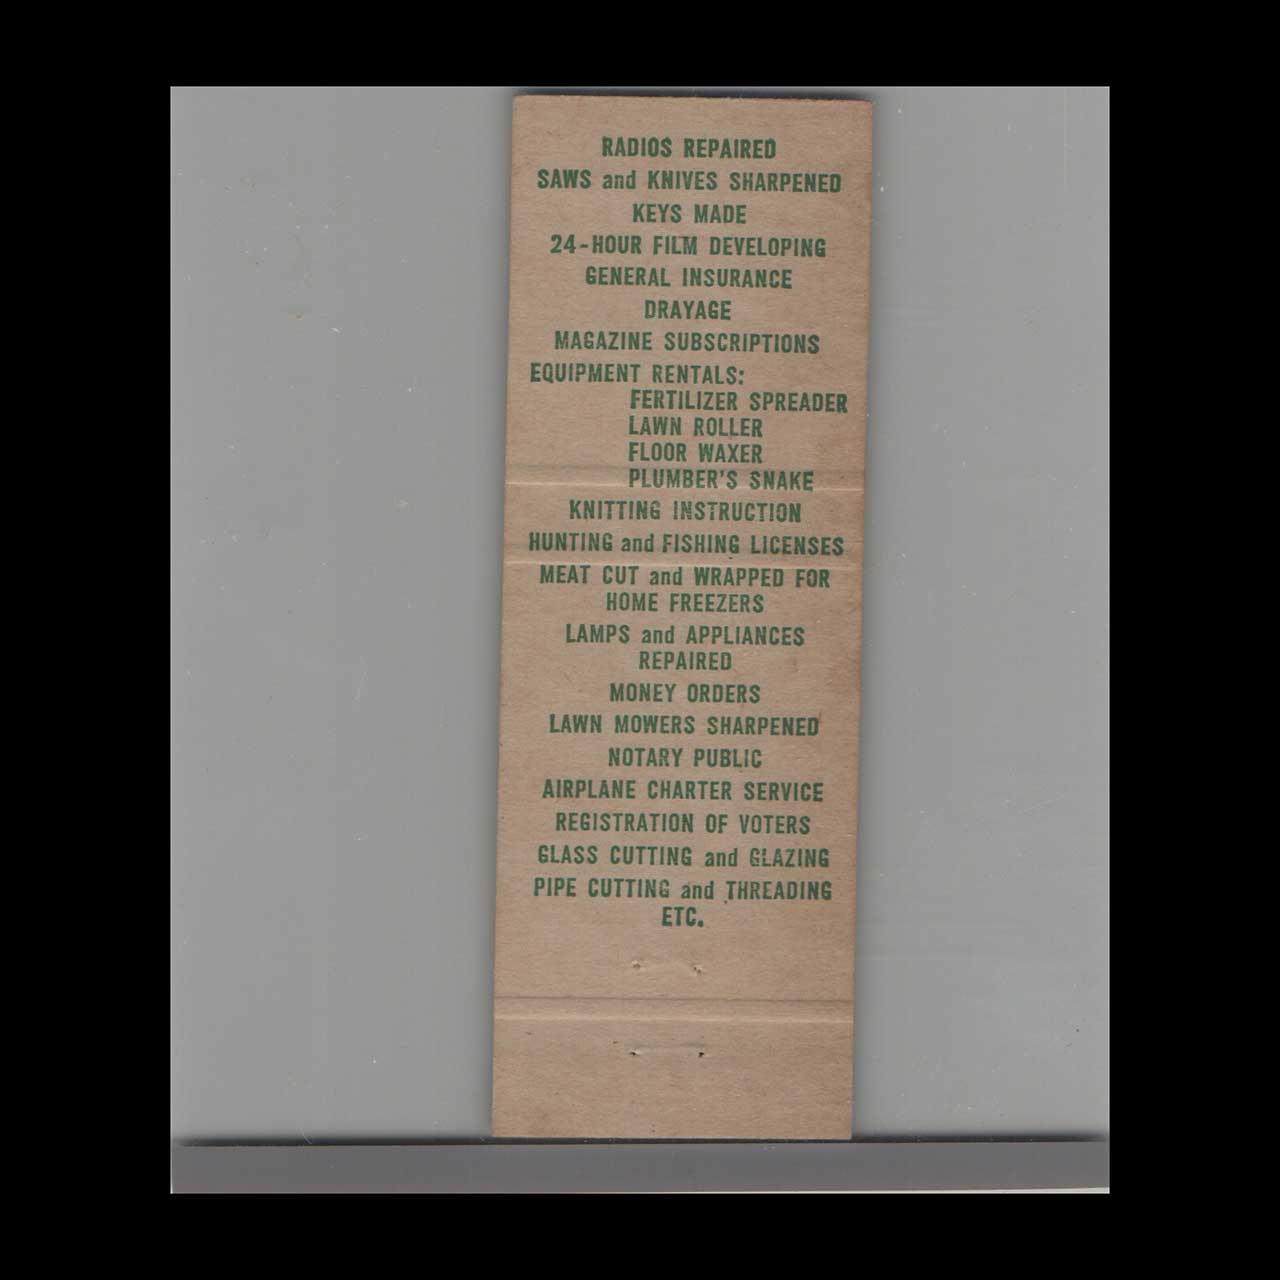 RADIOS REPAIRED
SAWS and KNIVES SHARPENED
KEYS MADE
24-HOUR FILM DEVELOPING
GENERAL INSURANCE
DRAYAGE
MAGAZINE SUBSCRIPTIONS
EQUIPMENT RENTALS:
FERTILIZER SPREADER
LAWN ROLLER
FLOOR WAXER
PLUMBER'S SNAKE
KNITTING INSTRUCTION
HUNTING and FISHING LICENSES
MEAT CUT and WRAPPED FOR
HOME FREEZERS
LAMPS and APPLIANCES
REPAIRED
MONEY ORDERS
LAWN MOWERS SHARPENED
NOTARY PUBLIC
AIRPLANE CHARTER SERVICE
REGISTRATION OF VOTERS
GLASS CUTTING and GLAZING
PIPE CUTTING and THREADING
ETC.